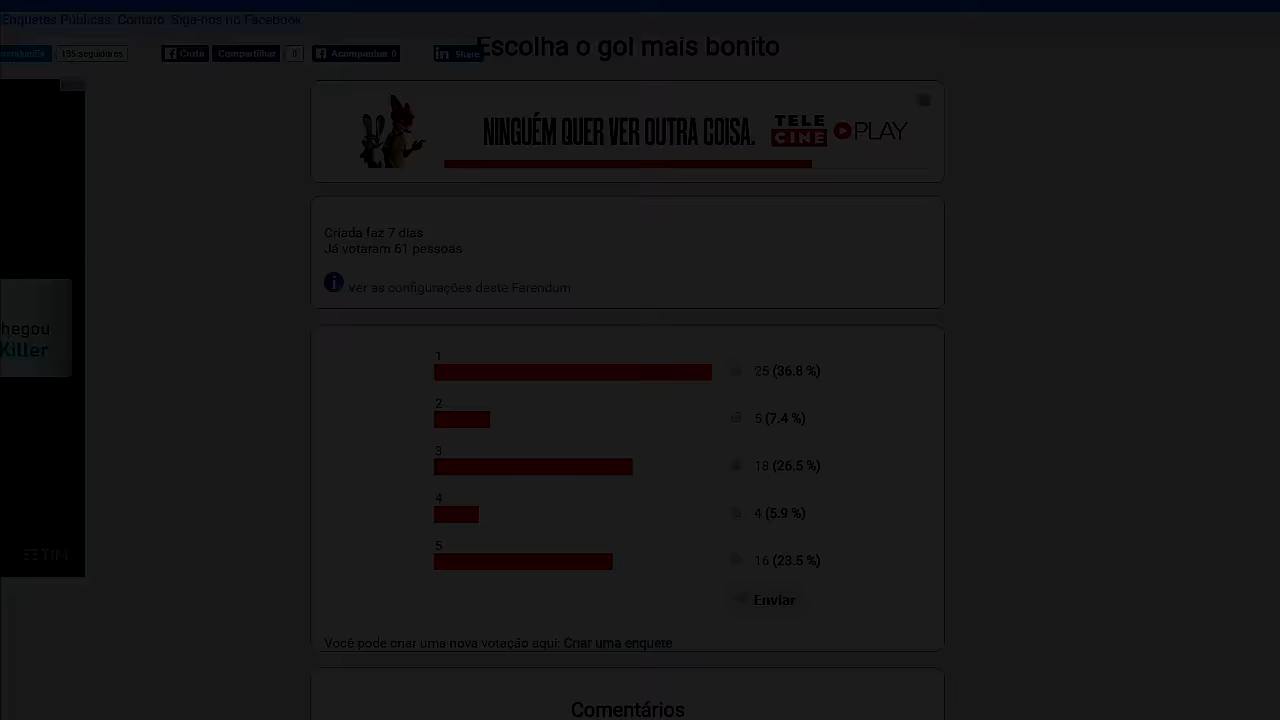 Enquetes Públicas Contato Siga-nos no Facebook
195 seguidores
Curtir
Compartilhar
0
Acompanhar 0
Share
Escolha o gol mais bonito
NINGUÉM QUER VER OUTRA COISA.
TELE
CINE
PLAY
Criada faz 7 dias
Já votaram 61 pessoas
Ver as configurações deste Ferendum
hegou
Killer
1
25 (36.8 %)
2
5 (7.4 %)
3
18 (26.5 %)
4
4 (5.9 %)
5
16 (23.5 %)
Enviar
Você pode criar uma nova votação aqui: Criar uma enquete
Comentários